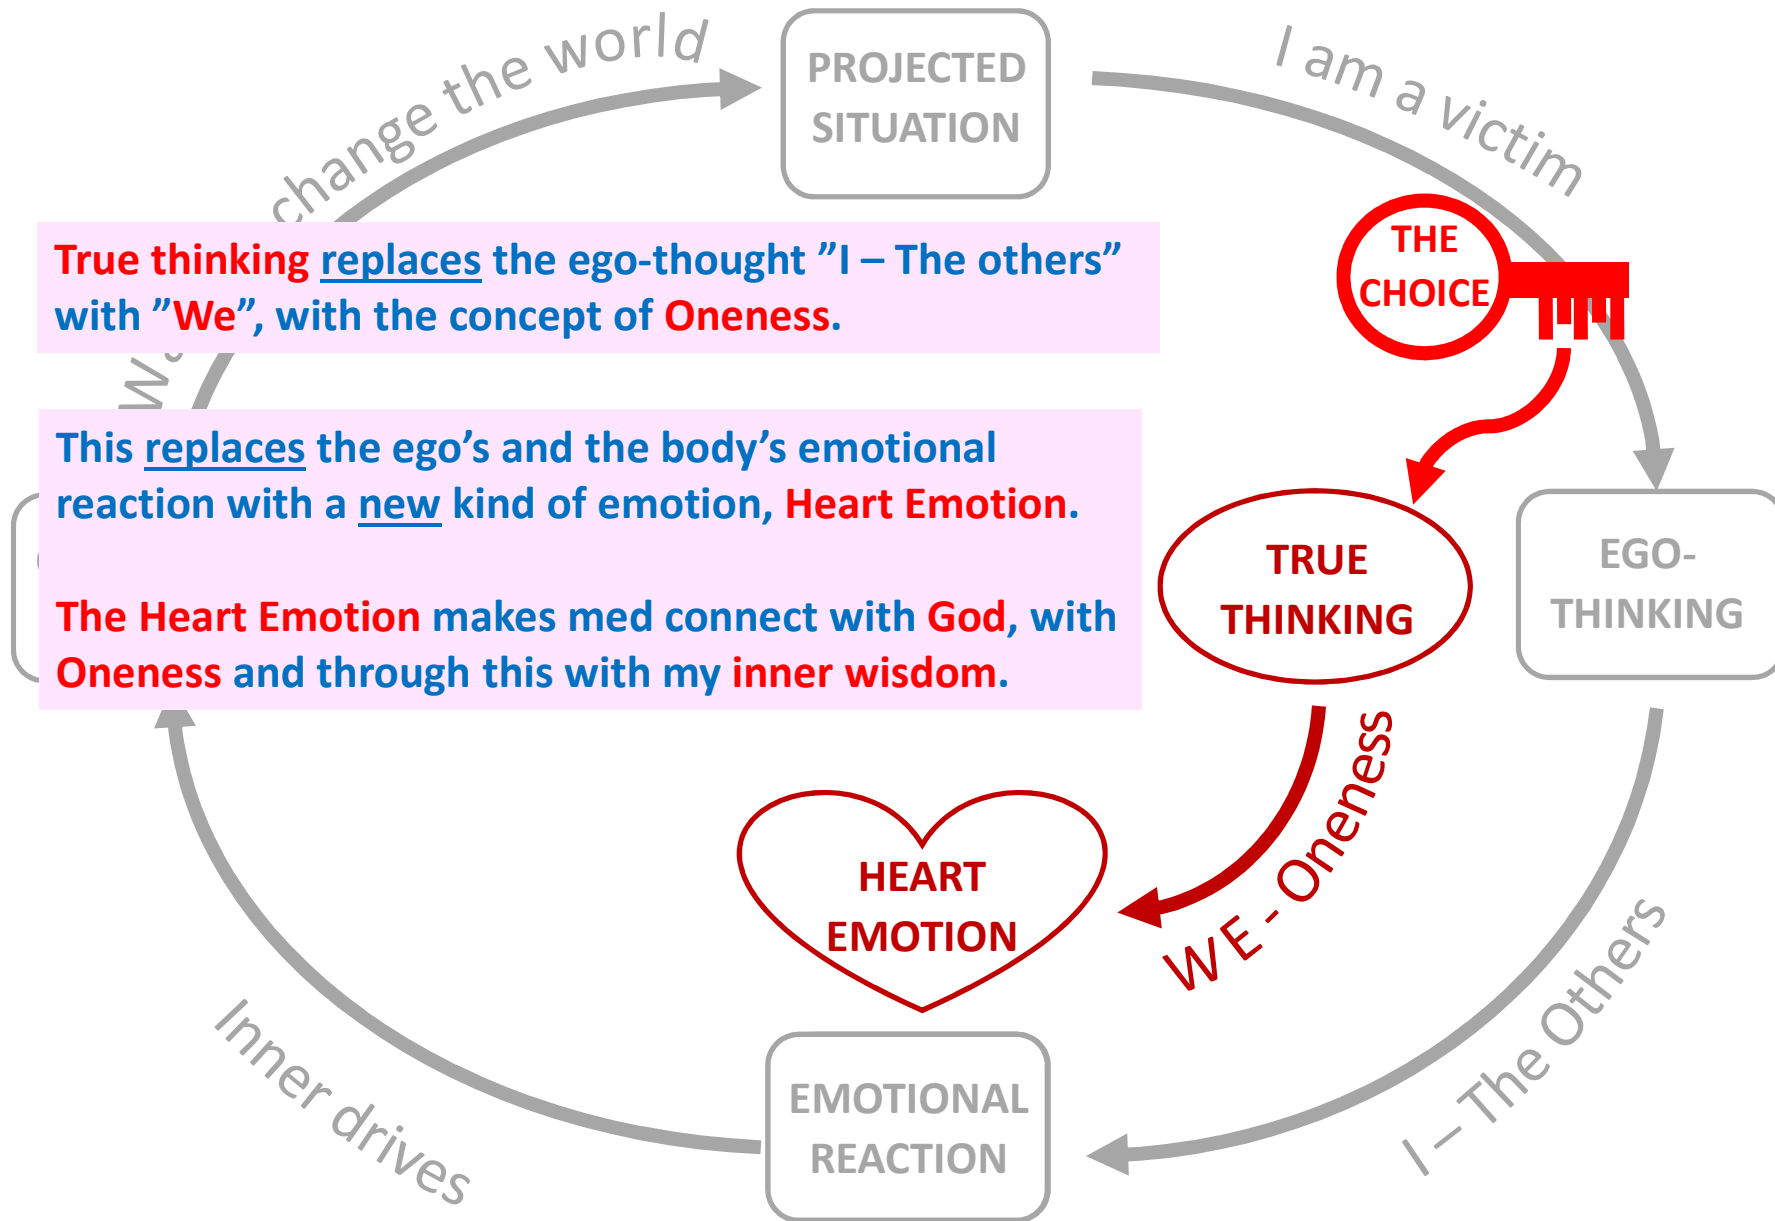 change the world
PROJECTED
SITUATION
I am a victim
THE
CHOICE
True thinking replaces the ego-thought ”I – The others”
with ”We”, with the concept of Oneness.
This replaces the ego’s and the body’s emotional
reaction with a new kind of emotion, Heart Emotion.
The Heart Emotion makes med connect with God, with
Oneness and through this with my inner wisdom.
TRUE
THINKING
EGO-
THINKING
WE - Oneness
HEART
EMOTION
I – The Others
EMOTIONAL
REACTION
Inner drives